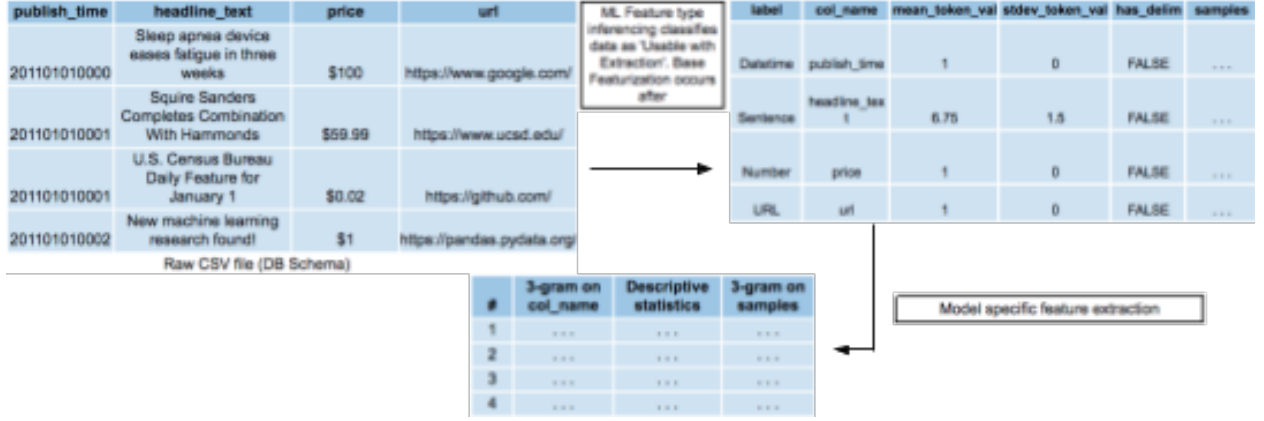 publish_time headline_text price url
201101010000 Sleep apnea device eases fatigue in three weeks $100 https://www.google.com/
201101010001 Squire Sanders Completes Combination With Hammonds $59.99 https://www.ucsd.edu/
201101010001 U.S. Census Bureau Daily Feature for January 1 $0.02 https://github.com/
201101010002 New machine learning research found! $1 https://pandas.pydata.org/
Raw CSV file (DB Schema)
ML Feature type
inferencing classifies
data as 'Usable with
Extraction'. Base
Featurization occurs
after
label col_name mean_token_val stdev_token_val has_delim samples
Datetime publish_time 1 0 FALSE ...
Sentence headline_text 6.75 1.5 FALSE ...
Number price 1 0 FALSE ...
URL url 1 0 FALSE ...
# 3-gram on col_name Descriptive statistics 3-gram on samples
1 ... ... ...
2 ... ... ...
3 ... ... ...
4 ... ... ...
Model specific feature extraction